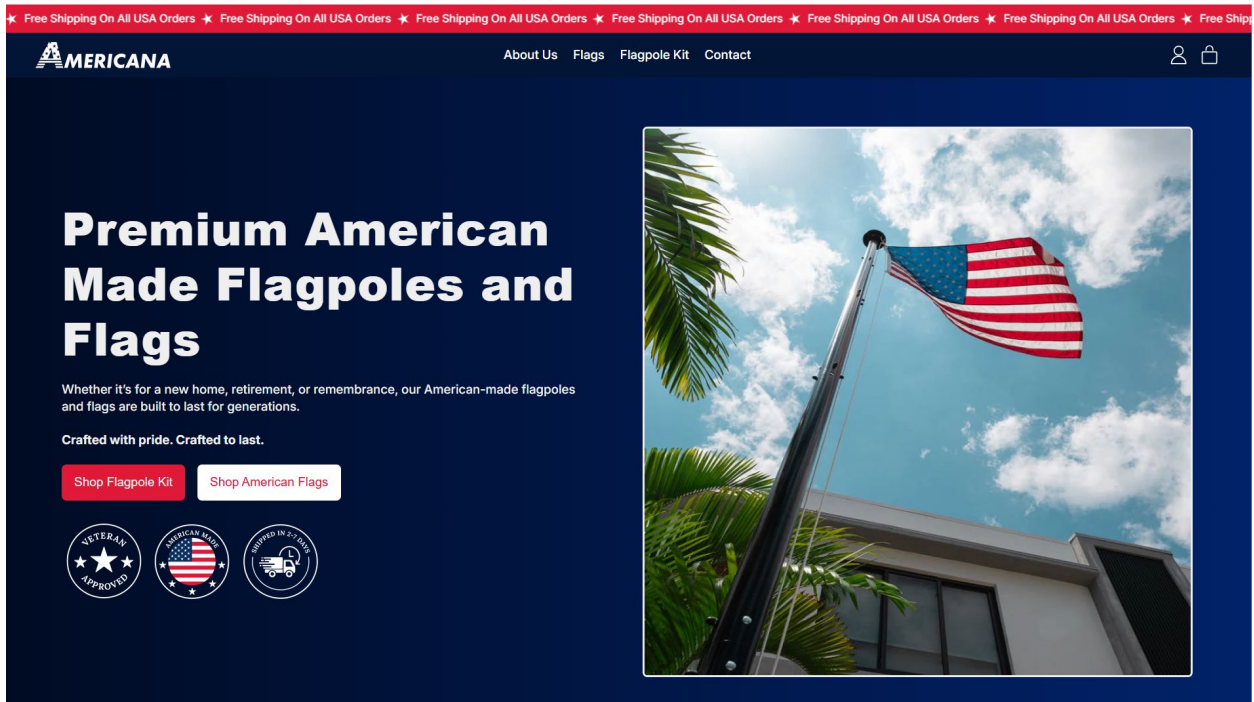 Free Shipping On All USA Orders ★ Free Shipping On All USA Orders ★ Free Shipping On All USA Orders ★ Free Shipping On All USA Orders ★ Free Shipping On All USA Orders ★ Free Shipping On All USA Orders ★ Free Ship
AMERICANA
About Us Flags Flagpole Kit Contact
Premium American
Made Flagpoles and
Flags
Whether it’s for a new home, retirement, or remembrance, our American-made flagpoles
and flags are built to last for generations.
Crafted with pride. Crafted to last.
Shop Flagpole Kit Shop American Flags
VETERAN APPROVED
AMERICAN MADE
SHIPPED IN 2-7 DAYS